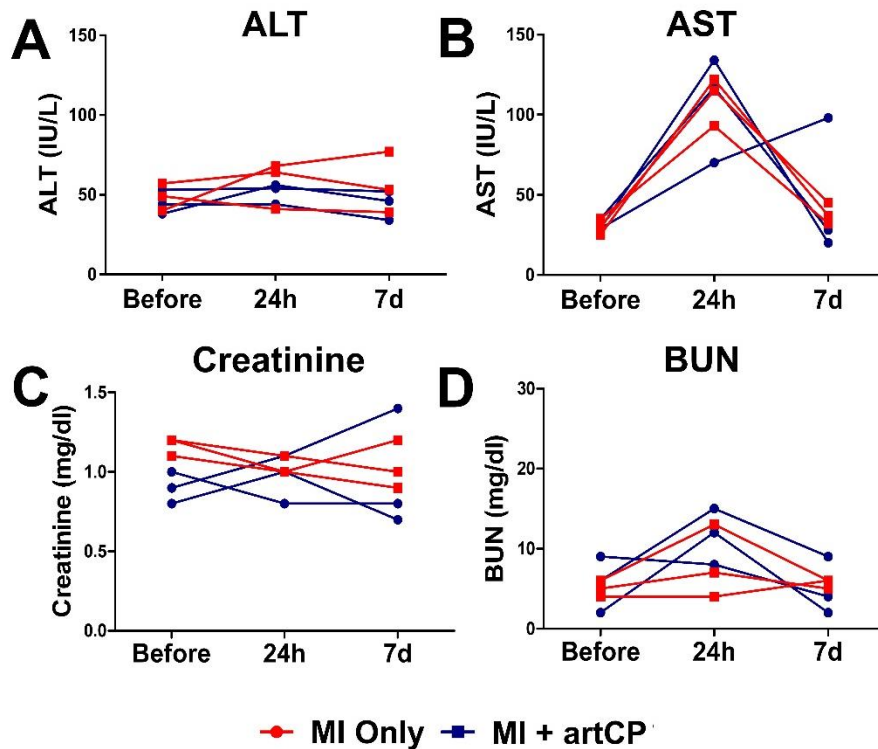 A
ALT
ALT (IU/L)
150
100
50
0
Before 24h 7d
B
AST
AST (IU/L)
150
100
50
0
Before 24h 7d
C
Creatinine
Creatinine (mg/dl)
1.5
1.0
0.5
0.0
Before 24h 7d
D
BUN
BUN (mg/dl)
30
20
10
0
Before 24h 7d
MI Only MI + artCP